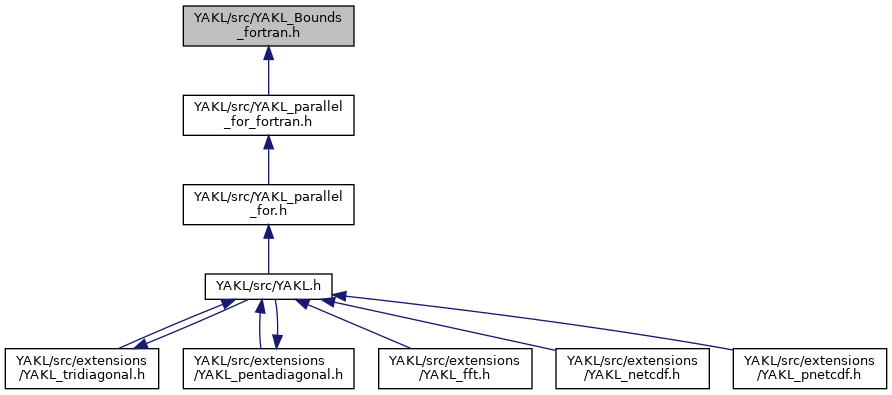 YAKL/src/YAKL_Bounds
_fortran.h
YAKL/src/YAKL_parallel
_for_fortran.h
YAKL/src/YAKL_parallel
_for.h
YAKL/src/YAKL.h
YAKL/src/extensions
/YAKL_tridiagonal.h
YAKL/src/extensions
/YAKL_pentadiagonal.h
YAKL/src/extensions
/YAKL_fft.h
YAKL/src/extensions
/YAKL_netcdf.h
YAKL/src/extensions
/YAKL_pnetcdf.h